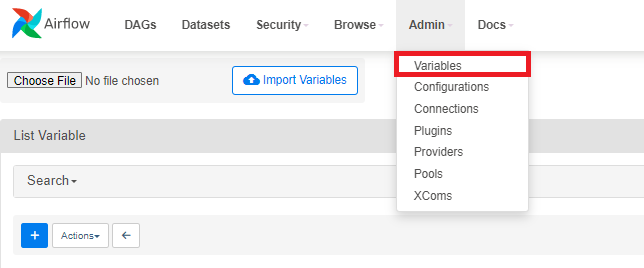 Airflow DAGs Datasets Security Browse Admin Docs
Variables
Configurations
Connections
Plugins
Providers
Pools
XComs
Choose File No file chosen Import Variables
List Variable
Search
+ Actions